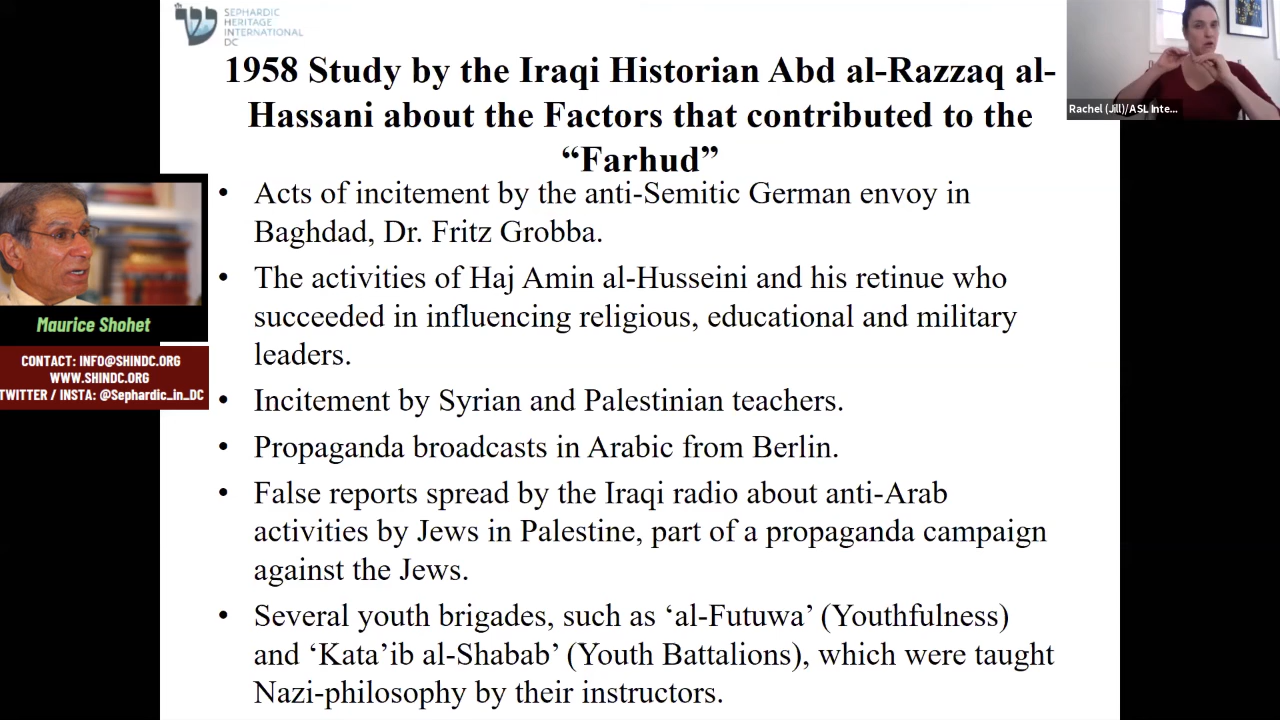 SEPHARDIC
HERITAGE
INTERNATIONAL
DC
1958 Study by the Iraqi Historian Abd al-Razzaq al-
Hassani about the Factors that contributed to the
“Farhud”
• Acts of incitement by the anti-Semitic German envoy in
Baghdad, Dr. Fritz Grobba.
• The activities of Haj Amin al-Husseini and his retinue who
succeeded in influencing religious, educational and military
leaders.
• Incitement by Syrian and Palestinian teachers.
• Propaganda broadcasts in Arabic from Berlin.
• False reports spread by the Iraqi radio about anti-Arab
activities by Jews in Palestine, part of a propaganda campaign
against the Jews.
• Several youth brigades, such as ‘al-Futuwa’ (Youthfulness)
and ‘Kata’ib al-Shabab’ (Youth Battalions), which were taught
Nazi-philosophy by their instructors.
Maurice Shohet
CONTACT: INFO@SHINDC.ORG
WWW.SHINDC.ORG
TWITTER / INSTA: @Sephardic_in_DC
Rachel (Jill)/ASL Inte...